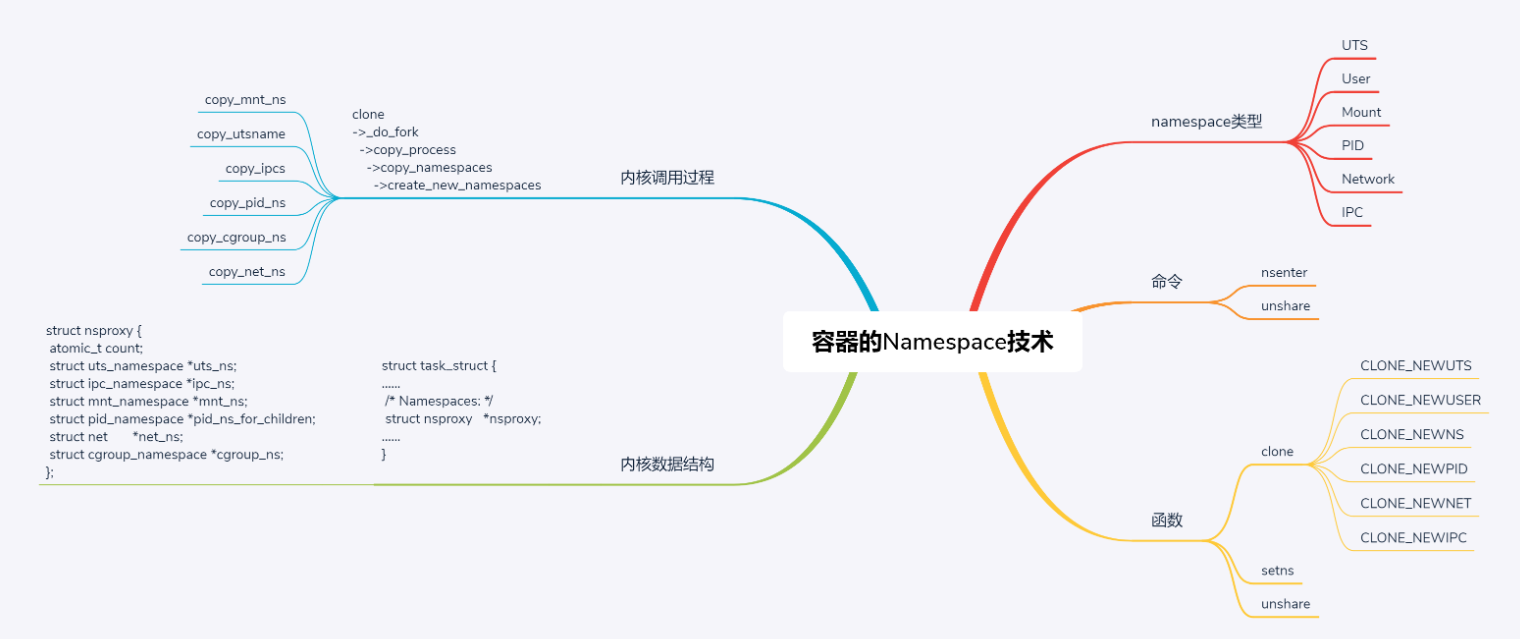 容器的Namespace技术
namespace类型
UTS
User
Mount
PID
Network
IPC
命令
nsenter
unshare
函数
clone
CLONE_NEWUTS
CLONE_NEWUSER
CLONE_NEWNS
CLONE_NEWPID
CLONE_NEWNET
CLONE_NEWIPC
setns
unshare
内核调用过程
clone
->_do_fork
->copy_process
->copy_namespaces
->create_new_namespaces
copy_mnt_ns
copy_utsname
copy_ipcs
copy_pid_ns
copy_cgroup_ns
copy_net_ns
内核数据结构
struct task_struct {
......
/* Namespaces: */
struct nsproxy *nsproxy;
......
}
struct nsproxy {
atomic_t count;
struct uts_namespace *uts_ns;
struct ipc_namespace *ipc_ns;
struct mnt_namespace *mnt_ns;
struct pid_namespace *pid_ns_for_children;
struct net *net_ns;
struct cgroup_namespace *cgroup_ns;
};